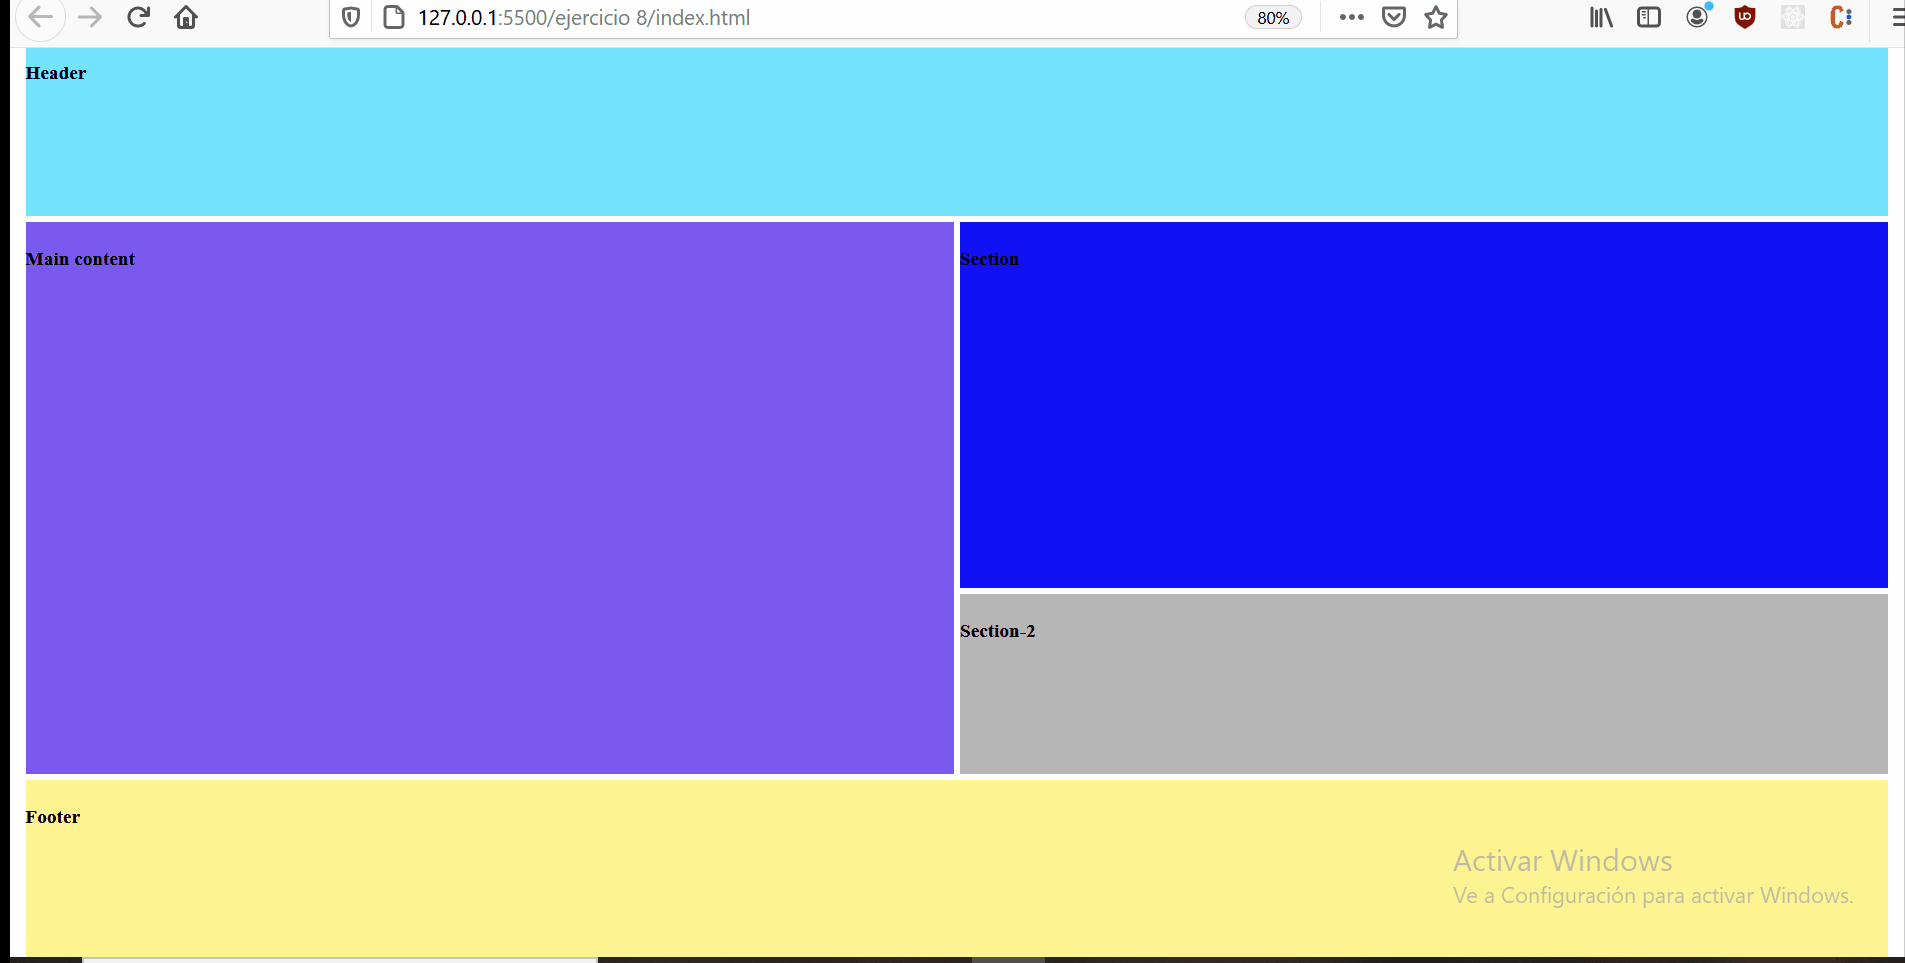 127.0.0.1:5500/ejercicio 8/index.html
80%
Header
Main content
Section
Section-2
Footer
Activar Windows
Ve a Configuración para activar Windows.